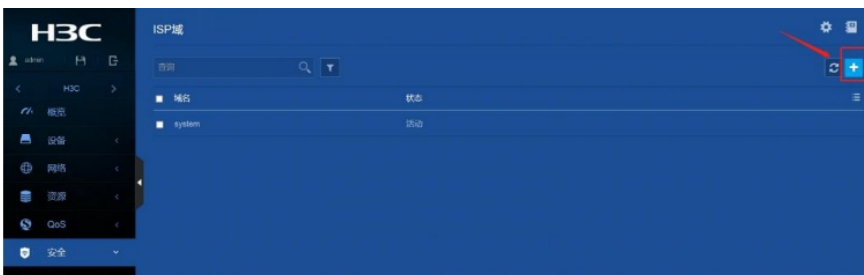 H3C
ISP域
admin
查询
H3C
域名
状态
概览
system
活动
设备
网络
资源
QoS
安全